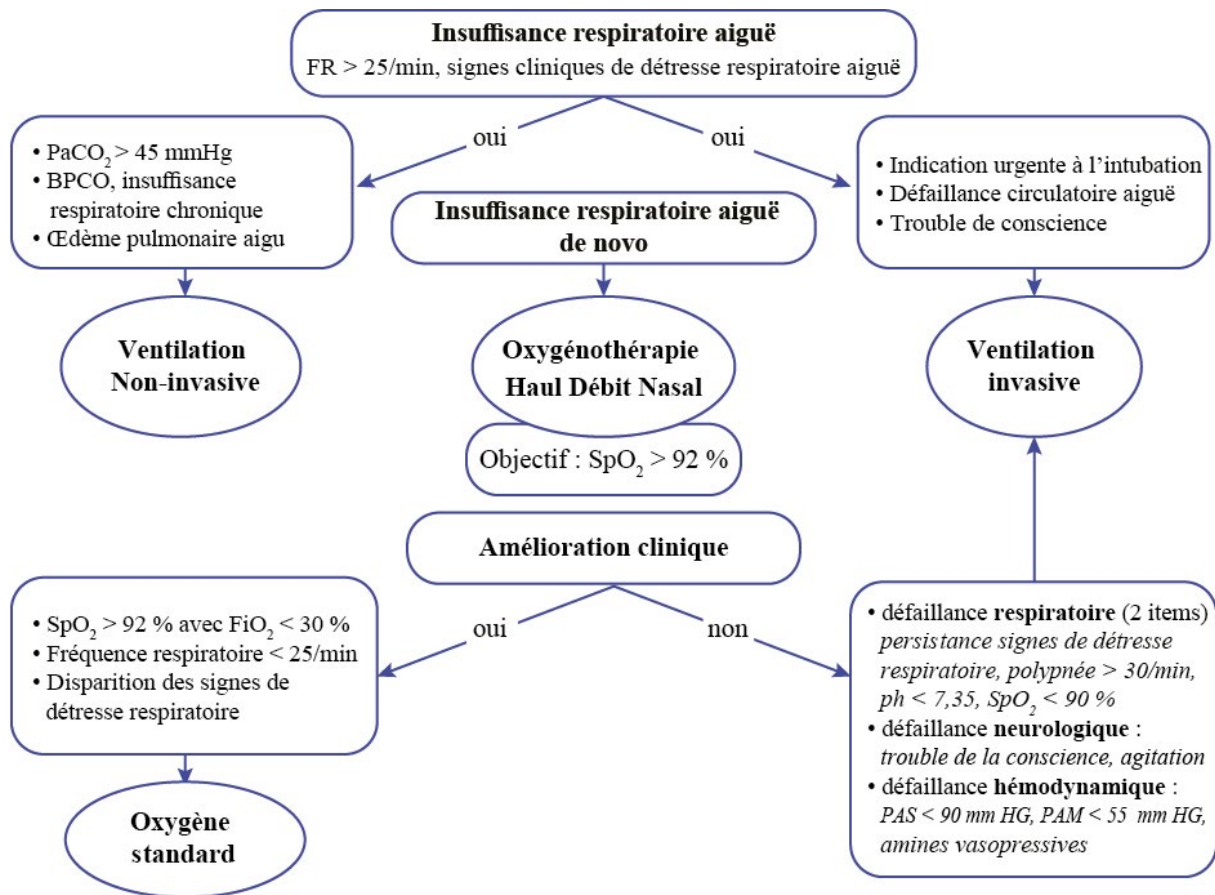 Insuffisance respiratoire aiguë
FR > 25/min, signes cliniques de détresse respiratoire aiguë
oui
oui
• PaCO₂ > 45 mmHg
• BPCO, insuffisance
respiratoire chronique
• Œdème pulmonaire aigu
Insuffisance respiratoire aiguë
de novo
• Indication urgente à l’intubation
• Défaillance circulatoire aiguë
• Trouble de conscience
Ventilation
Non-invasive
Oxygénothérapie
Haul Débit Nasal
Ventilation
invasive
Objectif : SpO₂ > 92 %
Amélioration clinique
oui
non
• SpO₂ > 92 % avec FiO₂ < 30 %
• Fréquence respiratoire < 25/min
• Disparition des signes de
détresse respiratoire
• défaillance respiratoire (2 items)
persistance signes de détresse
respiratoire, polypnée > 30/min,
ph < 7,35, SpO₂ < 90 %
• défaillance neurologique :
trouble de la conscience, agitation
• défaillance hémodynamique :
PAS < 90 mm HG, PAM < 55 mm HG,
amines vasopressives
Oxygène
standard